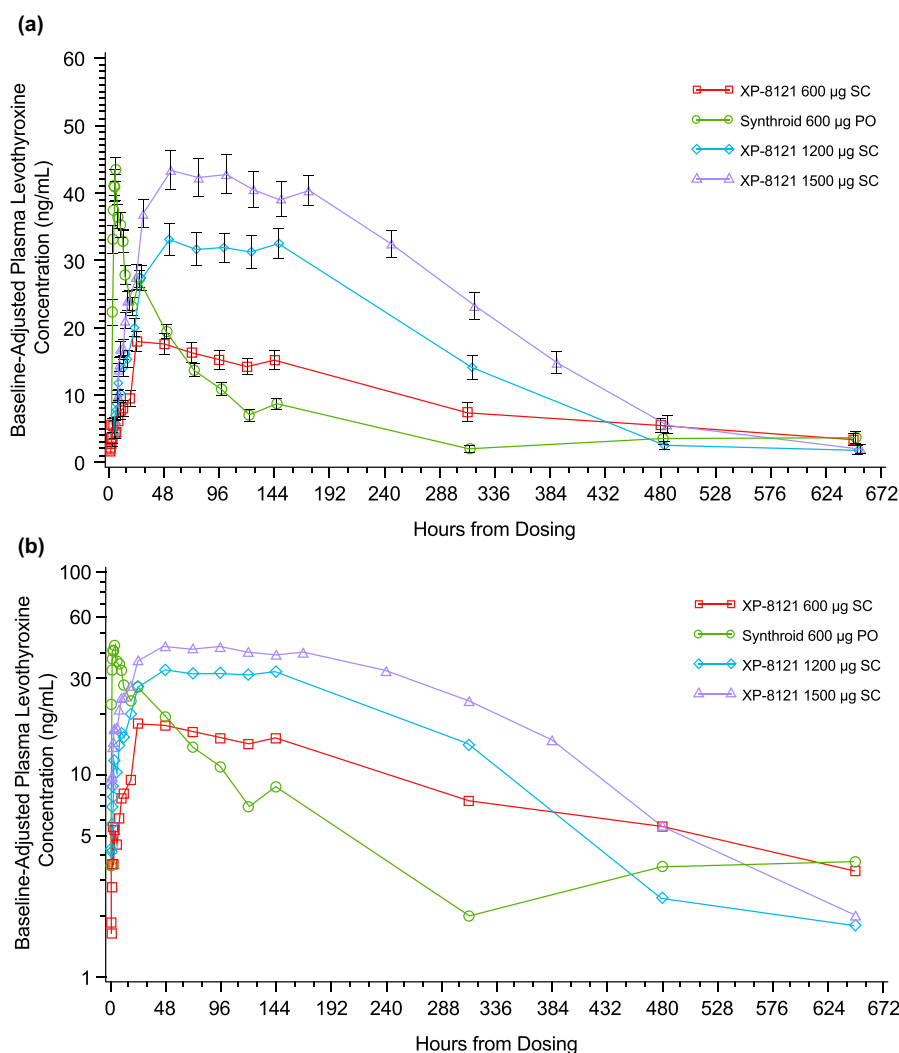 (a)
60
50
40
30
20
10
0
Baseline-Adjusted Plasma Levothyroxine
Concentration (ng/mL)
XP-8121 600 µg SC
Synthroid 600 µg PO
XP-8121 1200 µg SC
XP-8121 1500 µg SC
0 48 96 144 192 240 288 336 384 432 480 528 576 624 672
Hours from Dosing
(b)
100
60
30
10
5
1
Baseline-Adjusted Plasma Levothyroxine
Concentration (ng/mL)
XP-8121 600 µg SC
Synthroid 600 µg PO
XP-8121 1200 µg SC
XP-8121 1500 µg SC
0 48 96 144 192 240 288 336 384 432 480 528 576 624 672
Hours from Dosing